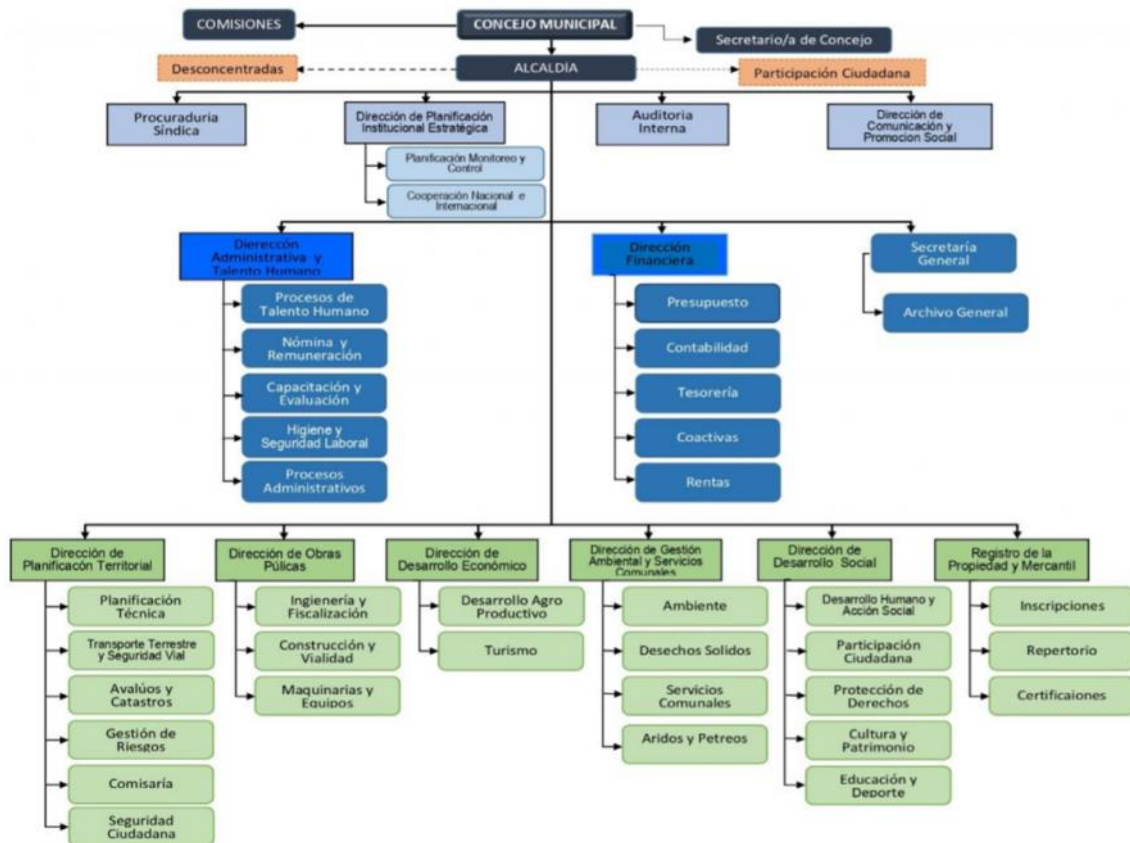 COMISIONES
CONCEJO MUNICIPAL
Secretario/a de Concejo
Desconcentradas
ALCALDÍA
Participación Ciudadana
Procuraduría
Síndica
Dirección de Planificación
Institucional Estratégica
Auditoria
Interna
Dirección de
Comunicación y
Promocion Social
Planificación Monitoreo y
Control
Cooperación Nacional e
Internacional
Dierección
Administrativa y
Talento Humano
Dirección
Financiera
Secretaría
General
Archivo General
Procesos de
Talento Humano
Nómina y
Remuneración
Capacitación y
Evaluación
Higiene y
Seguridad Laboral
Procesos
Administrativos
Presupuesto
Contabilidad
Tesorería
Coactivas
Rentas
Dirección de
Planificacón Territorial
Planificación
Técnica
Transporte Terrestre
y Seguridad Vial
Avalúos y
Catastros
Gestión de
Riesgos
Comisaría
Seguridad
Ciudadana
Dirección de Obras
Púlicas
Ingienería y
Fiscalización
Construcción y
Vialidad
Maquinarias y
Equipos
Dirección de
Desarrollo Económico
Desarrollo Agro
Productivo
Turismo
Dirección de Gestión
Ambiental y Servicios
Comunales
Ambiente
Desechos Solidos
Servicios
Comunales
Aridos y Petreos
Dirección de
Desarrollo Social
Desarrollo Humano y
Acción Social
Participación
Ciudadana
Protección de
Derechos
Cultura y
Patrimonio
Educación y
Deporte
Registro de la
Propiedad y Mercantil
Inscripciones
Repertorio
Certificaiones